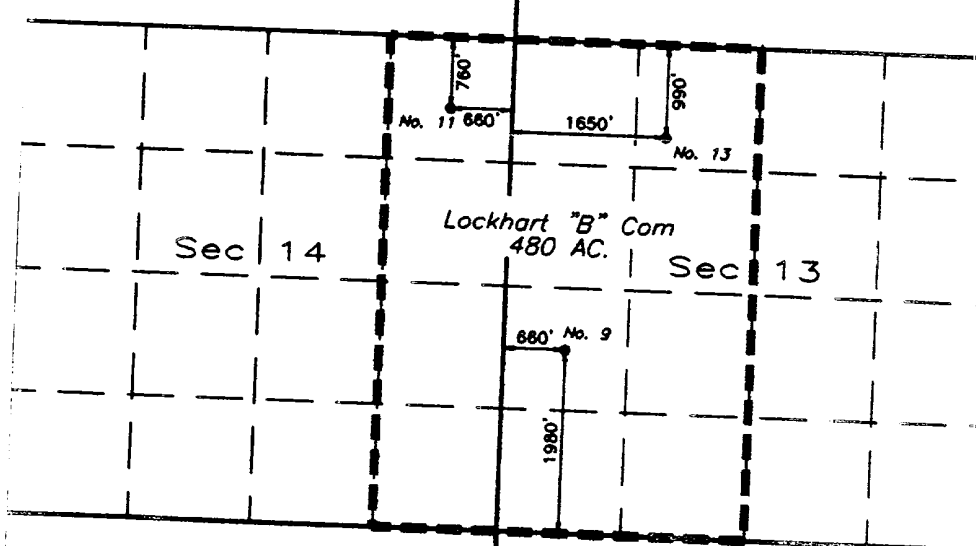 760'
990'
No. 11
660'
1650'
No. 13
Lockhart "B" Com
480 AC.
Sec 14
Sec 13
660'
No. 9
1980'